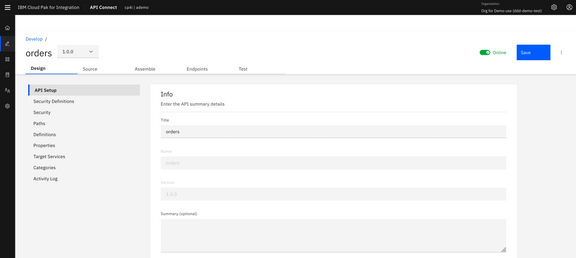 IBM Cloud Pak for Integration
API Connect
cp4i / ademo
Organization
Org for Demo use (ddd-demo-test)
Develop /
orders
1.0.0
Online
Save
Design
Source
Assemble
Endpoints
Test
API Setup
Security Definitions
Security
Paths
Definitions
Properties
Target Services
Categories
Activity Log
Info
Enter the API summary details
Title
orders
Name
orders
Version
1.0.0
Summary (optional)